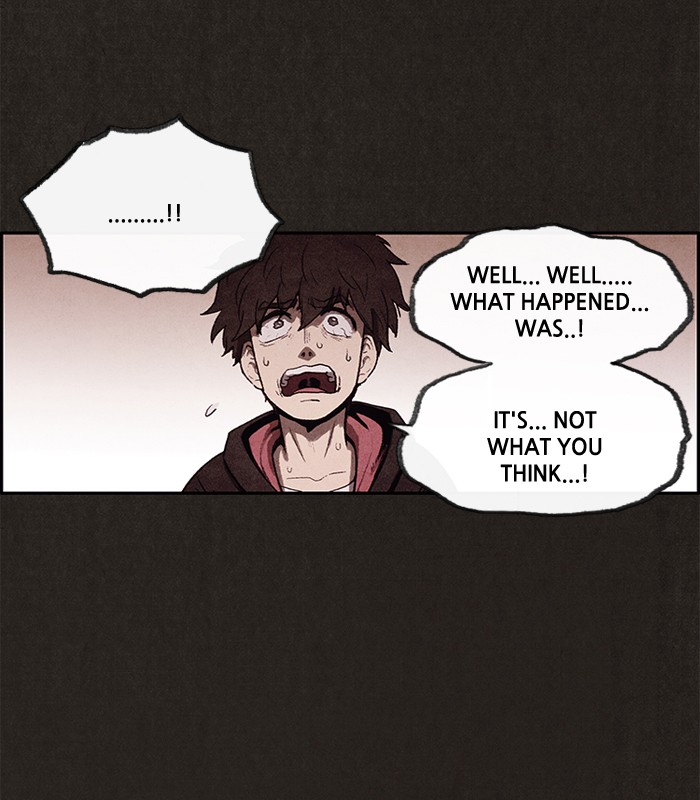 .........!!
WELL... WELL.....
WHAT HAPPENED...
WAS..!
IT'S... NOT
WHAT YOU
THINK...!